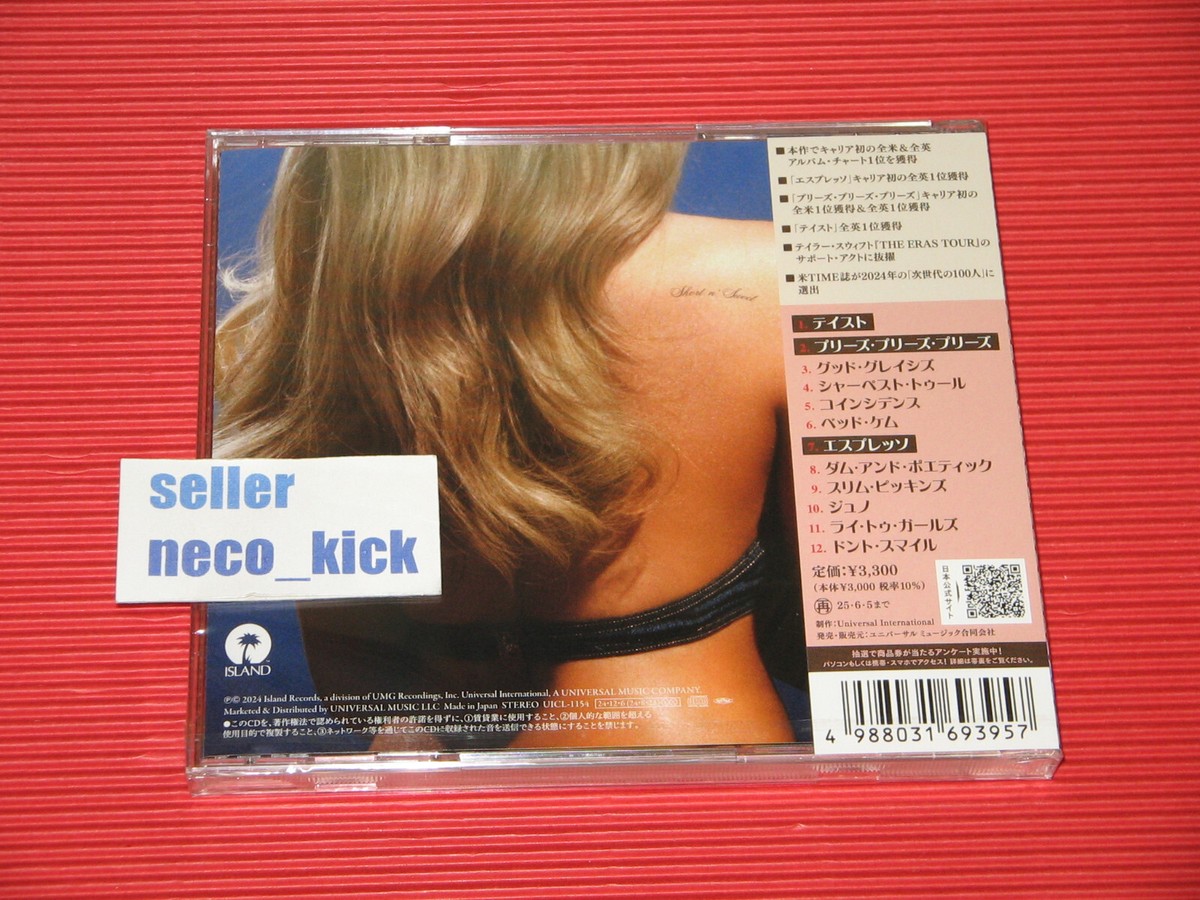 ■本作でキャリア初の全米&全英
アルバム・チャート1位を獲得
■「エスプレッソ」キャリア初の全英1位獲得
■「プリーズ・プリーズ・プリーズ」キャリア初の
全米1位獲得&全英1位獲得
■「テイスト」全英1位獲得
■テイラー・スウィフト「THE ERAS TOUR」の
サポート・アクトに抜擢
■米TIME誌が2024年の「次世代の100人」に
選出
Short n' Sweet
1. テイスト
2. プリーズ・プリーズ・プリーズ
3. グッド・グレイシズ
4. シャーペスト・トゥール
5. コインシデンス
6. ベッド・ケム
7. エスプレッソ
8. ダム・アンド・ポエティック
9. スリム・ピッキンズ
10. ジュノ
11. ライ・トゥ・ガールズ
12. ドント・スマイル
定価:¥3,300
(本体¥3,000 税率10%)
再 25・6・5まで
日本公式サイト
制作:Universal International
発売・販売元:ユニバーサル ミュージック合同会社
抽選で商品券が当たるアンケート実施中!
パソコンもしくは携帯・スマホでアクセス! 詳細は帯裏をご覧ください。
4 988031 693957
seller
neco_kick
ISLAND
℗© 2024 Island Records, a division of UMG Recordings, Inc. Universal International, A UNIVERSAL MUSIC COMPANY.
Marketed & Distributed by UNIVERSAL MUSIC LLC Made in Japan STEREO UICL-1154
●このCDを、著作権法で認められている権利者の許諾を得ずに、①賃貸業に使用すること、②個人的な範囲を超える
使用目的で複製すること、③ネットワーク等を通じてこのCDに収録された音を送信できる状態にすることを禁じます。